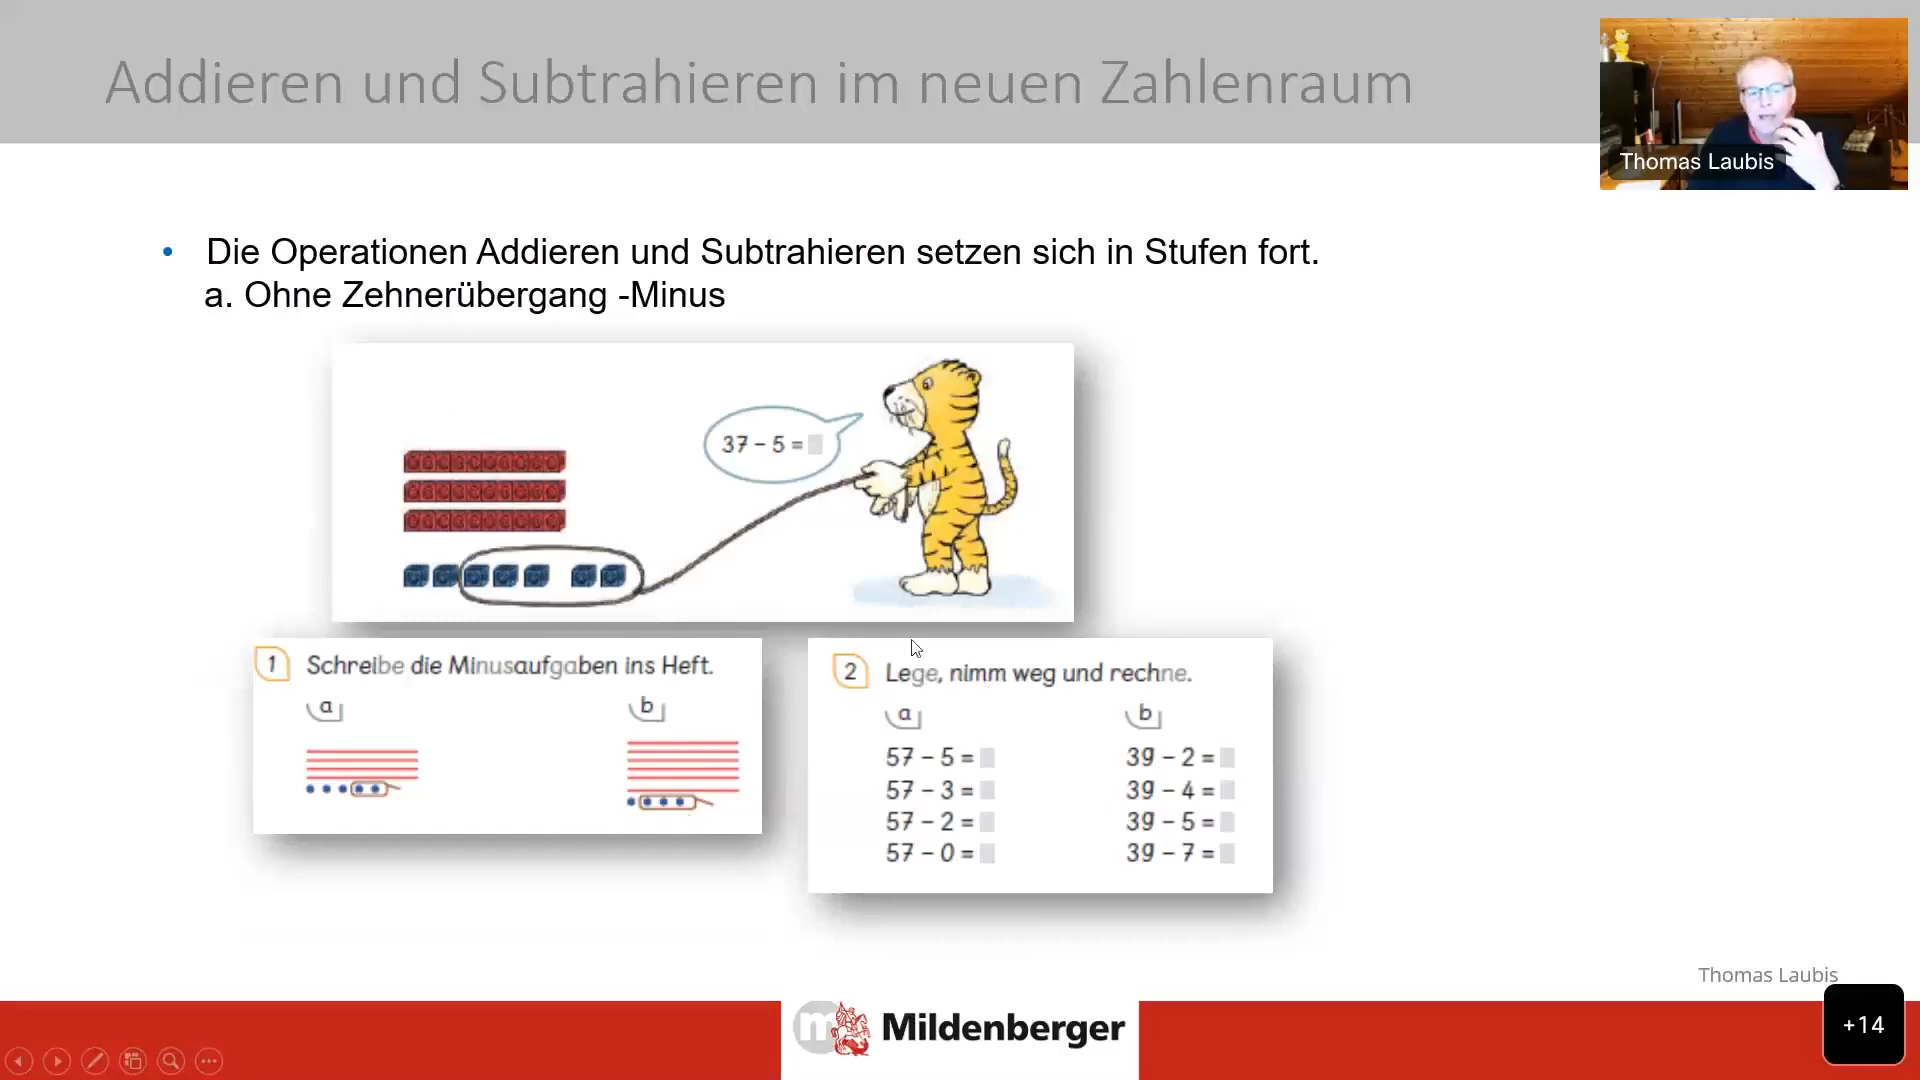 Addieren und Subtrahieren im neuen Zahlenraum
Thomas Laubis
• Die Operationen Addieren und Subtrahieren setzen sich in Stufen fort.
a. Ohne Zehnerübergang -Minus
37 – 5 =
1 Schreibe die Minusaufgaben ins Heft.
a b
2 Lege, nimm weg und rechne.
a b
57 – 5 = 39 – 2 =
57 – 3 = 39 – 4 =
57 – 2 = 39 – 5 =
57 – 0 = 39 – 7 =
Thomas Laubis
m Mildenberger
+14